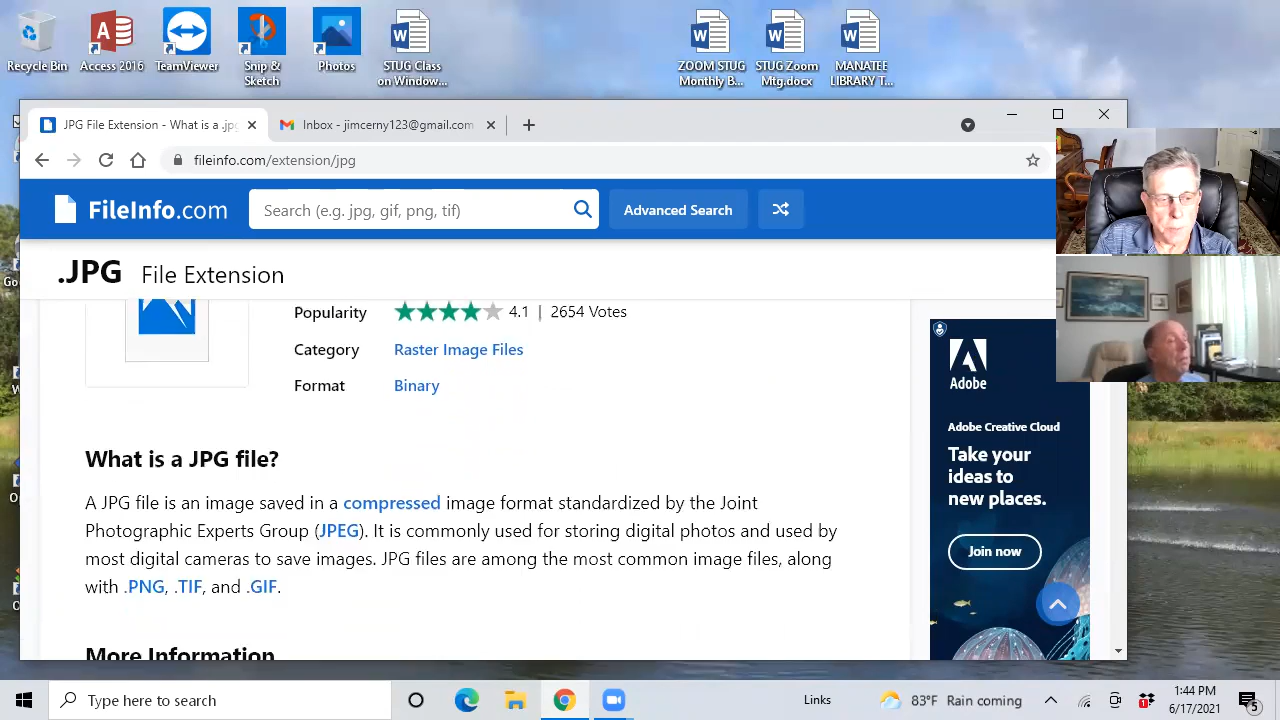 Recycle Bin
Access 2016
TeamViewer
Snip &
Sketch
Photos
STUG Class
on Window...
ZOOM STUG
Monthly B...
STUG Zoom
Mtg.docx
MANATEE
LIBRARY T...
JPG File Extension - What is a .jpg
Inbox - jimcerny123@gmail.com
fileinfo.com/extension/jpg
FileInfo.com
Search (e.g. jpg, gif, png, tif)
Advanced Search
.JPG File Extension
Popularity 4.1 | 2654 Votes
Category Raster Image Files
Format Binary
What is a JPG file?
A JPG file is an image saved in a compressed image format standardized by the Joint
Photographic Experts Group (JPEG). It is commonly used for storing digital photos and used by
most digital cameras to save images. JPG files are among the most common image files, along
with .PNG, .TIF, and .GIF.
More Information
Adobe
Adobe Creative Cloud
Take your
ideas to
new places.
Join now
Type here to search
Links
83°F Rain coming
1
1:44 PM
6/17/2021
5